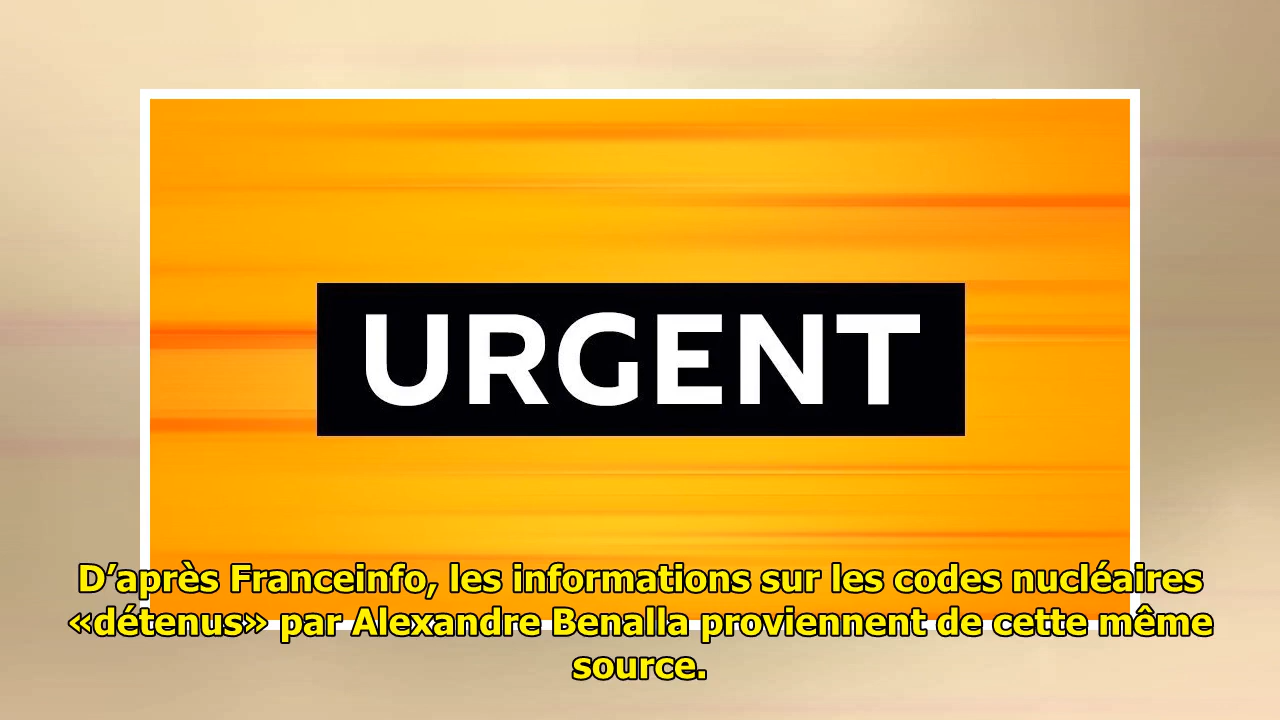 URGENT
D’après Franceinfo, les informations sur les codes nucléaires
«détenus» par Alexandre Benalla proviennent de cette même
source.